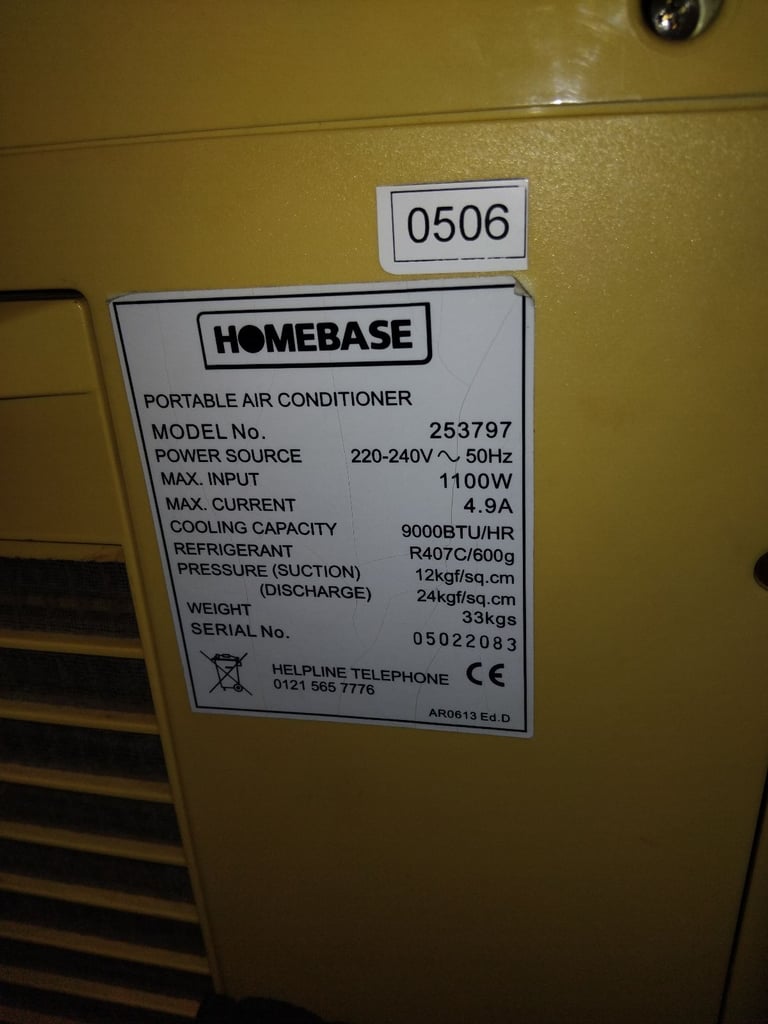 0506
HOMEBASE
PORTABLE AIR CONDITIONER
MODEL No. 253797
POWER SOURCE 220-240V ~ 50Hz
MAX. INPUT 1100W
MAX. CURRENT 4.9A
COOLING CAPACITY 9000BTU/HR
REFRIGERANT R407C/600g
PRESSURE (SUCTION) 12kgf/sq.cm
(DISCHARGE) 24kgf/sq.cm
WEIGHT 33kgs
SERIAL No. 05022083
HELPLINE TELEPHONE CE
0121 565 7776
AR0613 Ed.D